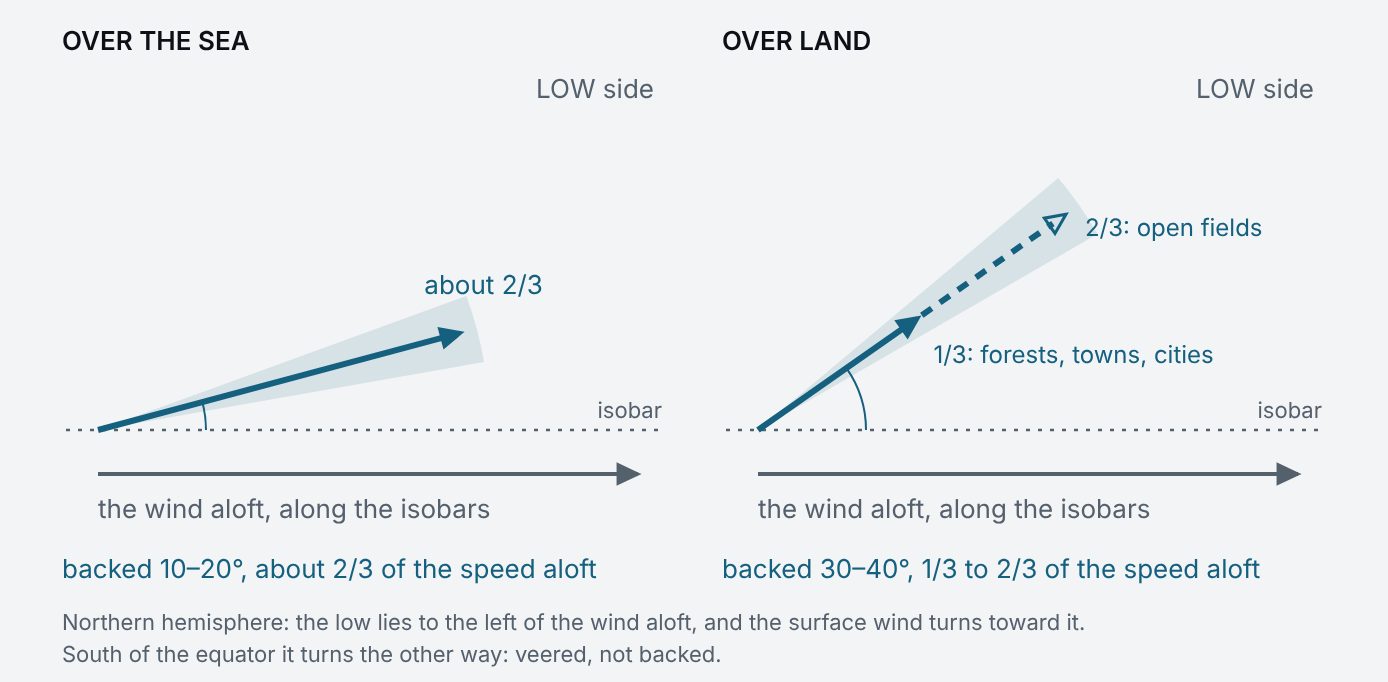 OVER THE SEA
LOW side
about 2/3
isobar
the wind aloft, along the isobars
backed 10–20°, about 2/3 of the speed aloft
OVER LAND
LOW side
2/3: open fields
1/3: forests, towns, cities
isobar
the wind aloft, along the isobars
backed 30–40°, 1/3 to 2/3 of the speed aloft
Northern hemisphere: the low lies to the left of the wind aloft, and the surface wind turns toward it.
South of the equator it turns the other way: veered, not backed.